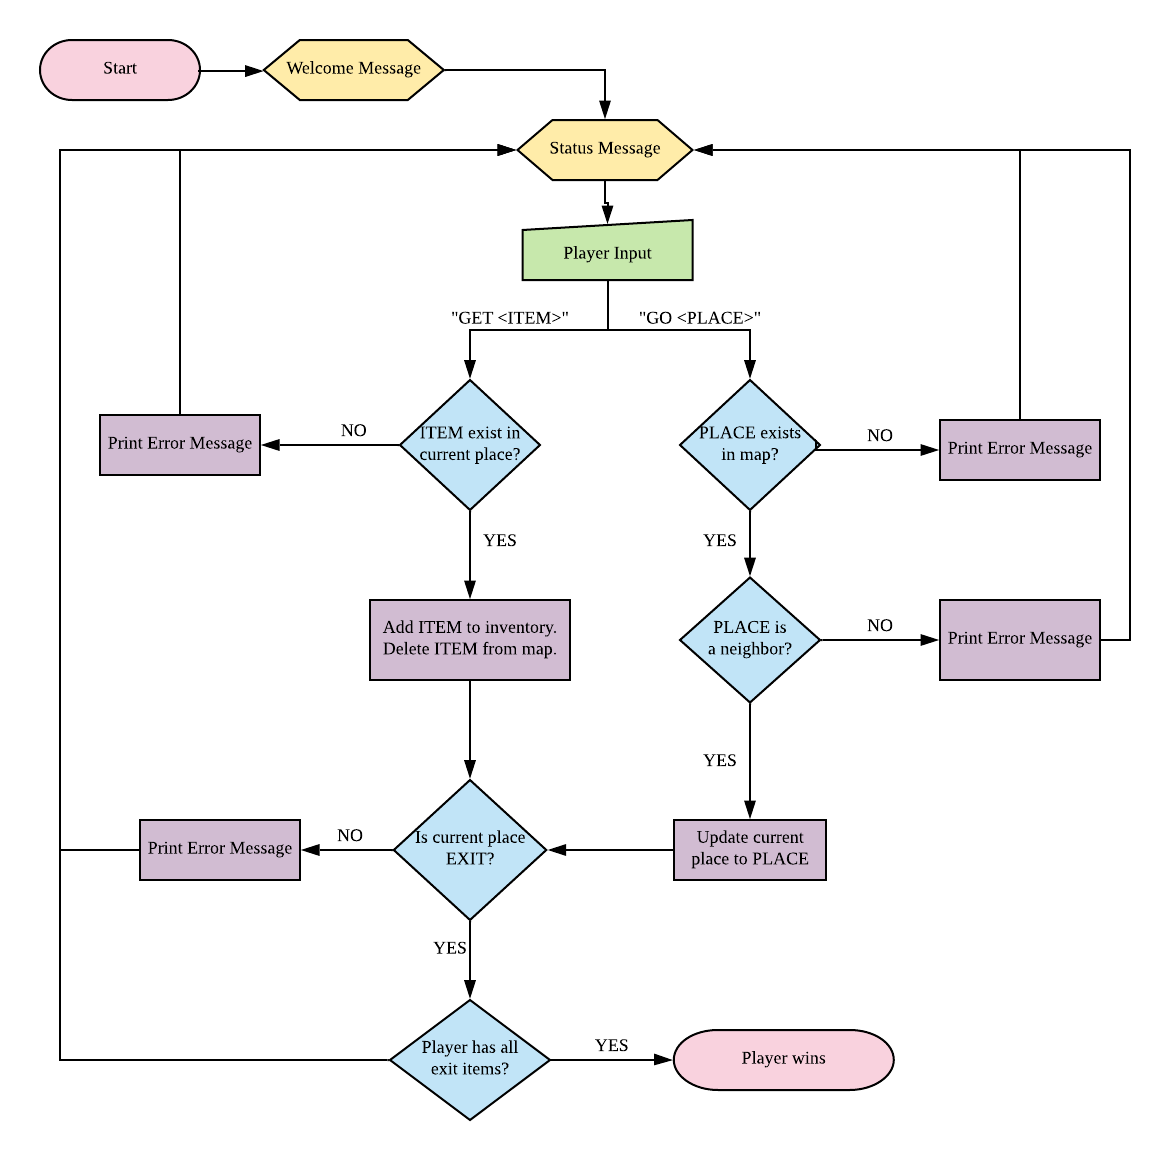 Start
Welcome Message
Status Message
Player Input
"GET <ITEM>"
"GO <PLACE>"
ITEM exist in
current place?
NO
Print Error Message
PLACE exists
in map?
NO
Print Error Message
YES
YES
Add ITEM to inventory.
Delete ITEM from map.
PLACE is
a neighbor?
NO
Print Error Message
YES
Update current
place to PLACE
Is current place
EXIT?
NO
Print Error Message
YES
Player has all
exit items?
YES
Player wins